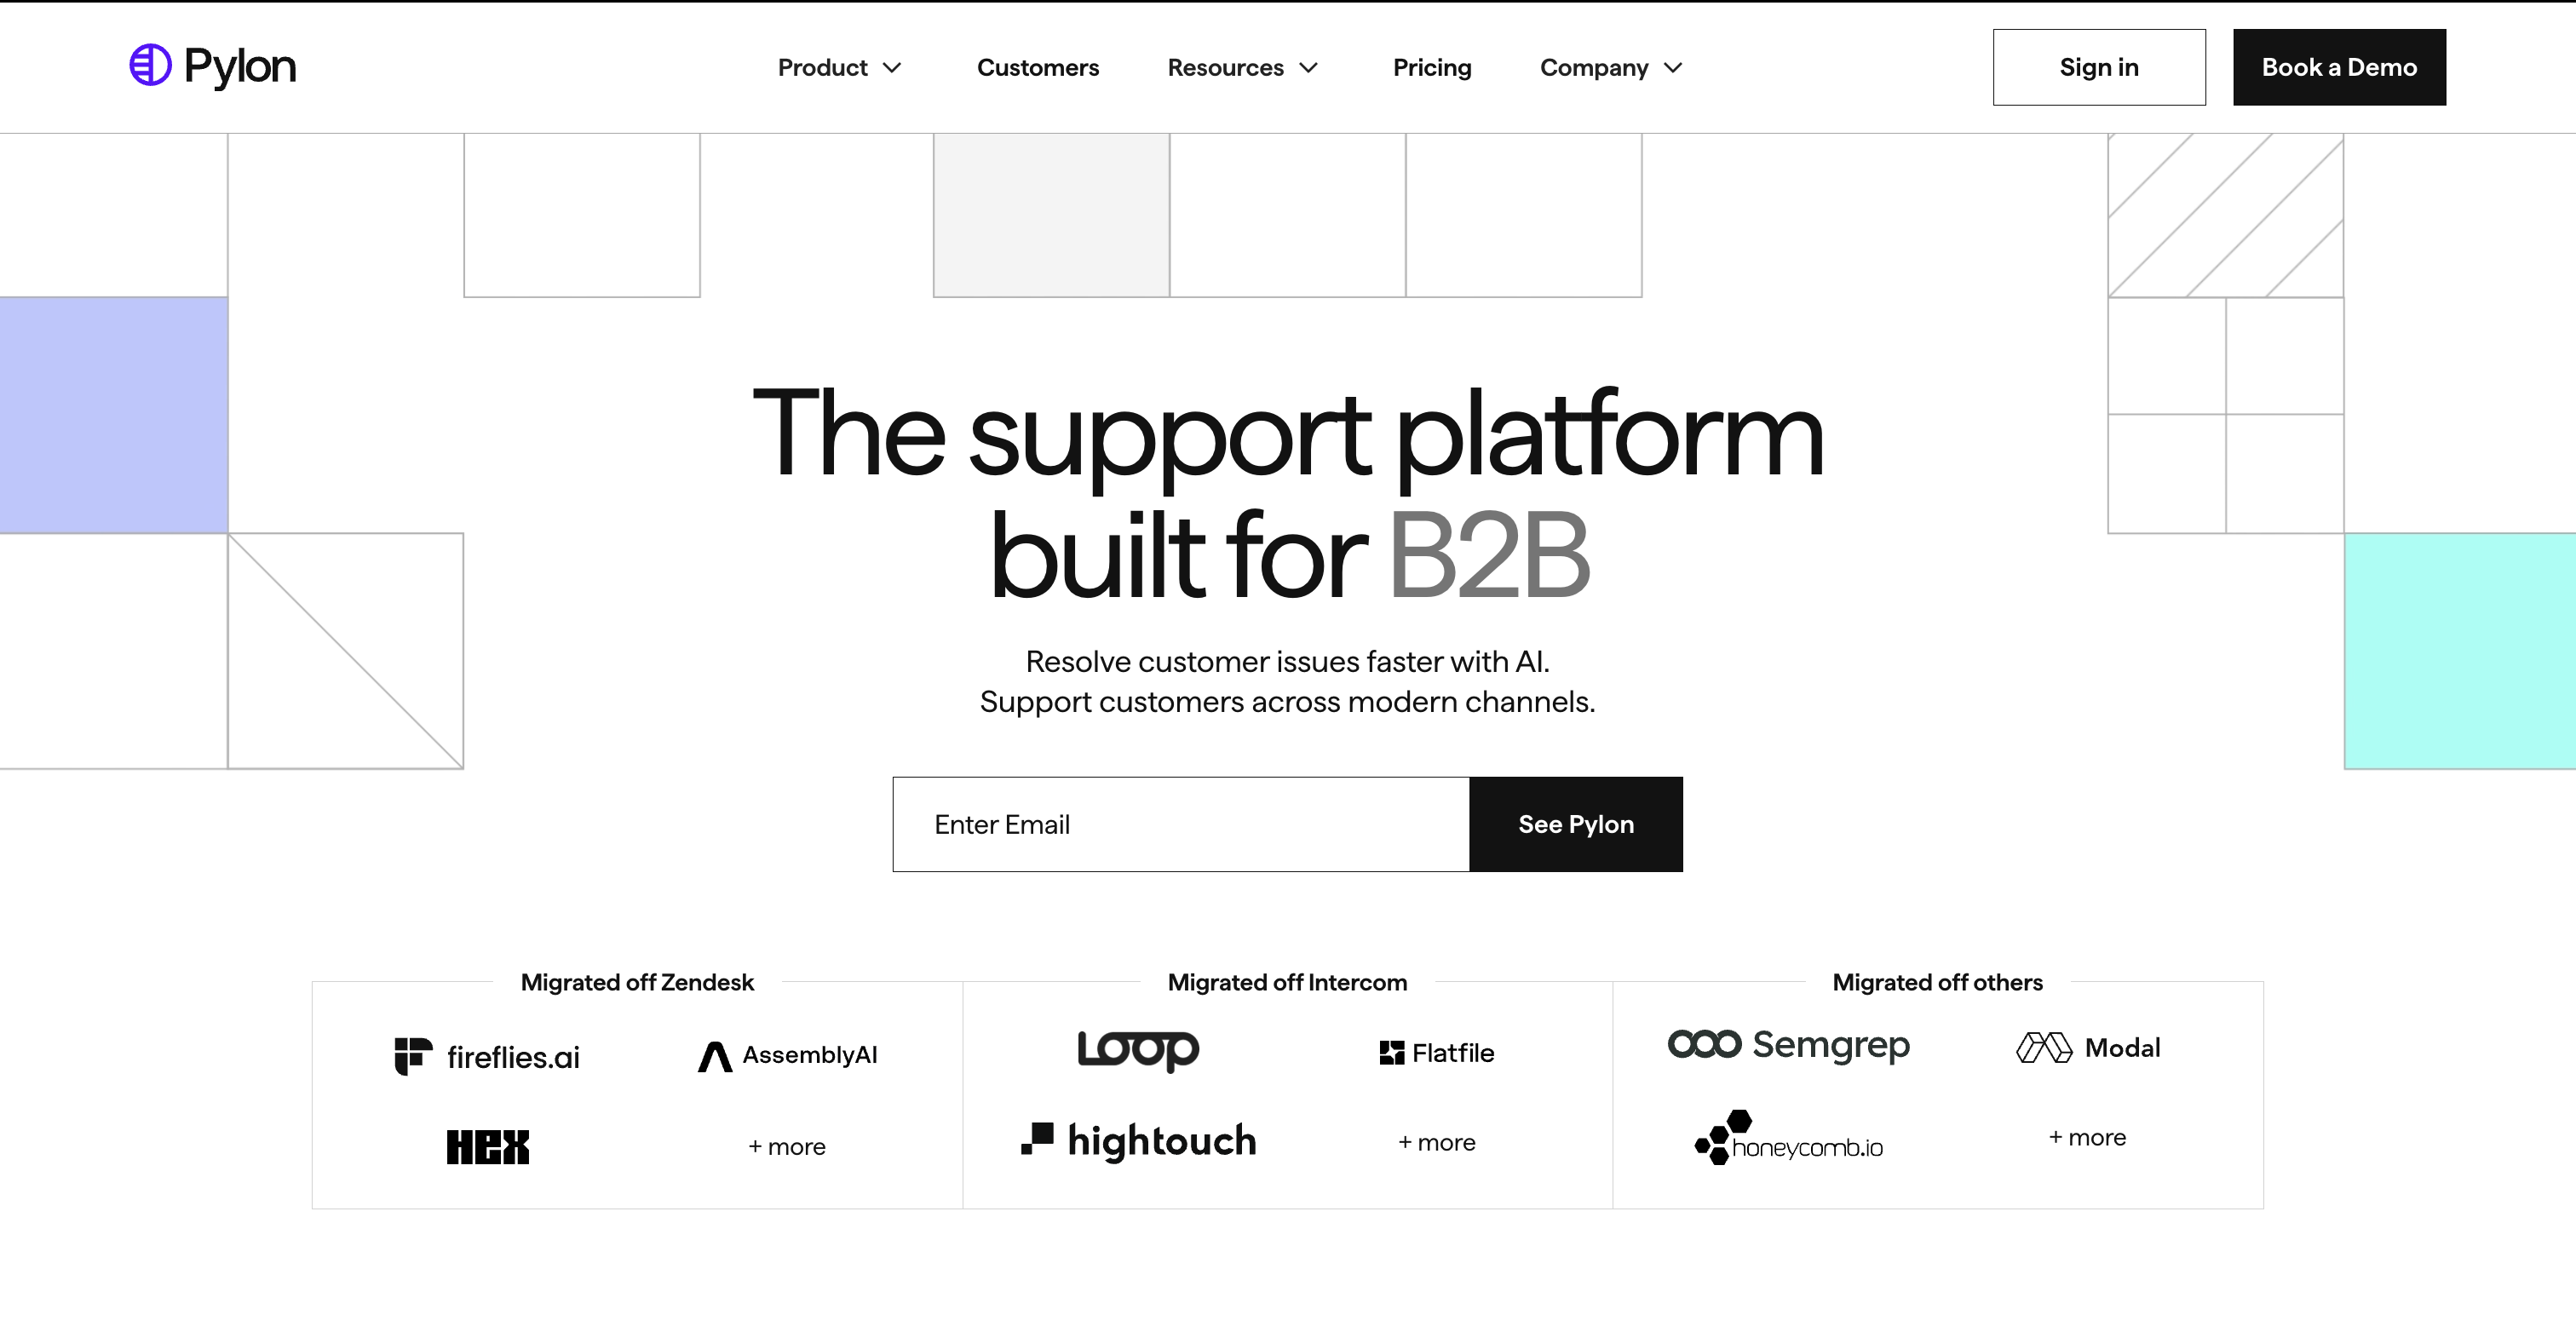 Pylon
Product
Customers
Resources
Pricing
Company
Sign in
Book a Demo
The support platform
built for B2B
Resolve customer issues faster with AI.
Support customers across modern channels.
Enter Email
See Pylon
Migrated off Zendesk
fireflies.ai
AssemblyAI
HEX
+ more
Migrated off Intercom
LOOP
Flatfile
hightouch
+ more
Migrated off others
Semgrep
Modal
honeycomb.io
+ more